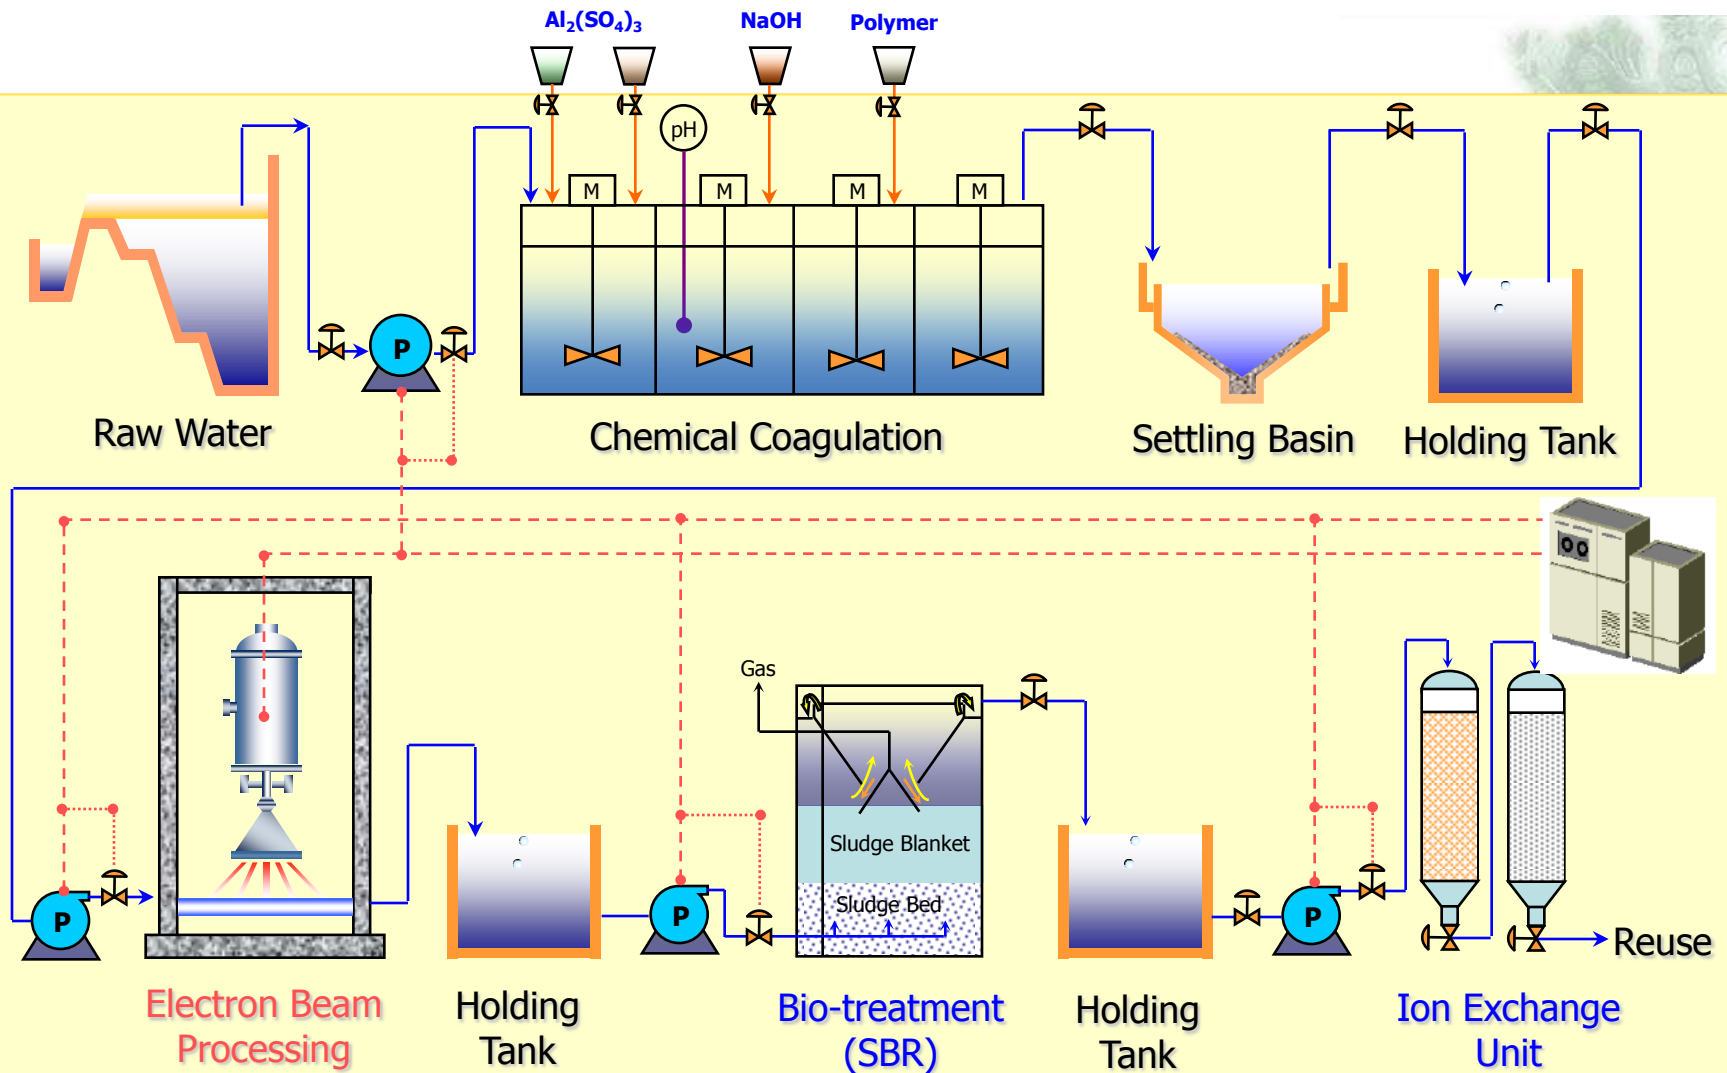 Al₂(SO₄)₃
NaOH
Polymer
pH
M
M
M
M
P
Raw Water
Chemical Coagulation
Settling Basin
Holding Tank
Gas
Sludge Blanket
Sludge Bed
P
P
P
Reuse
Electron Beam
Processing
Holding
Tank
Bio-treatment
(SBR)
Holding
Tank
Ion Exchange
Unit